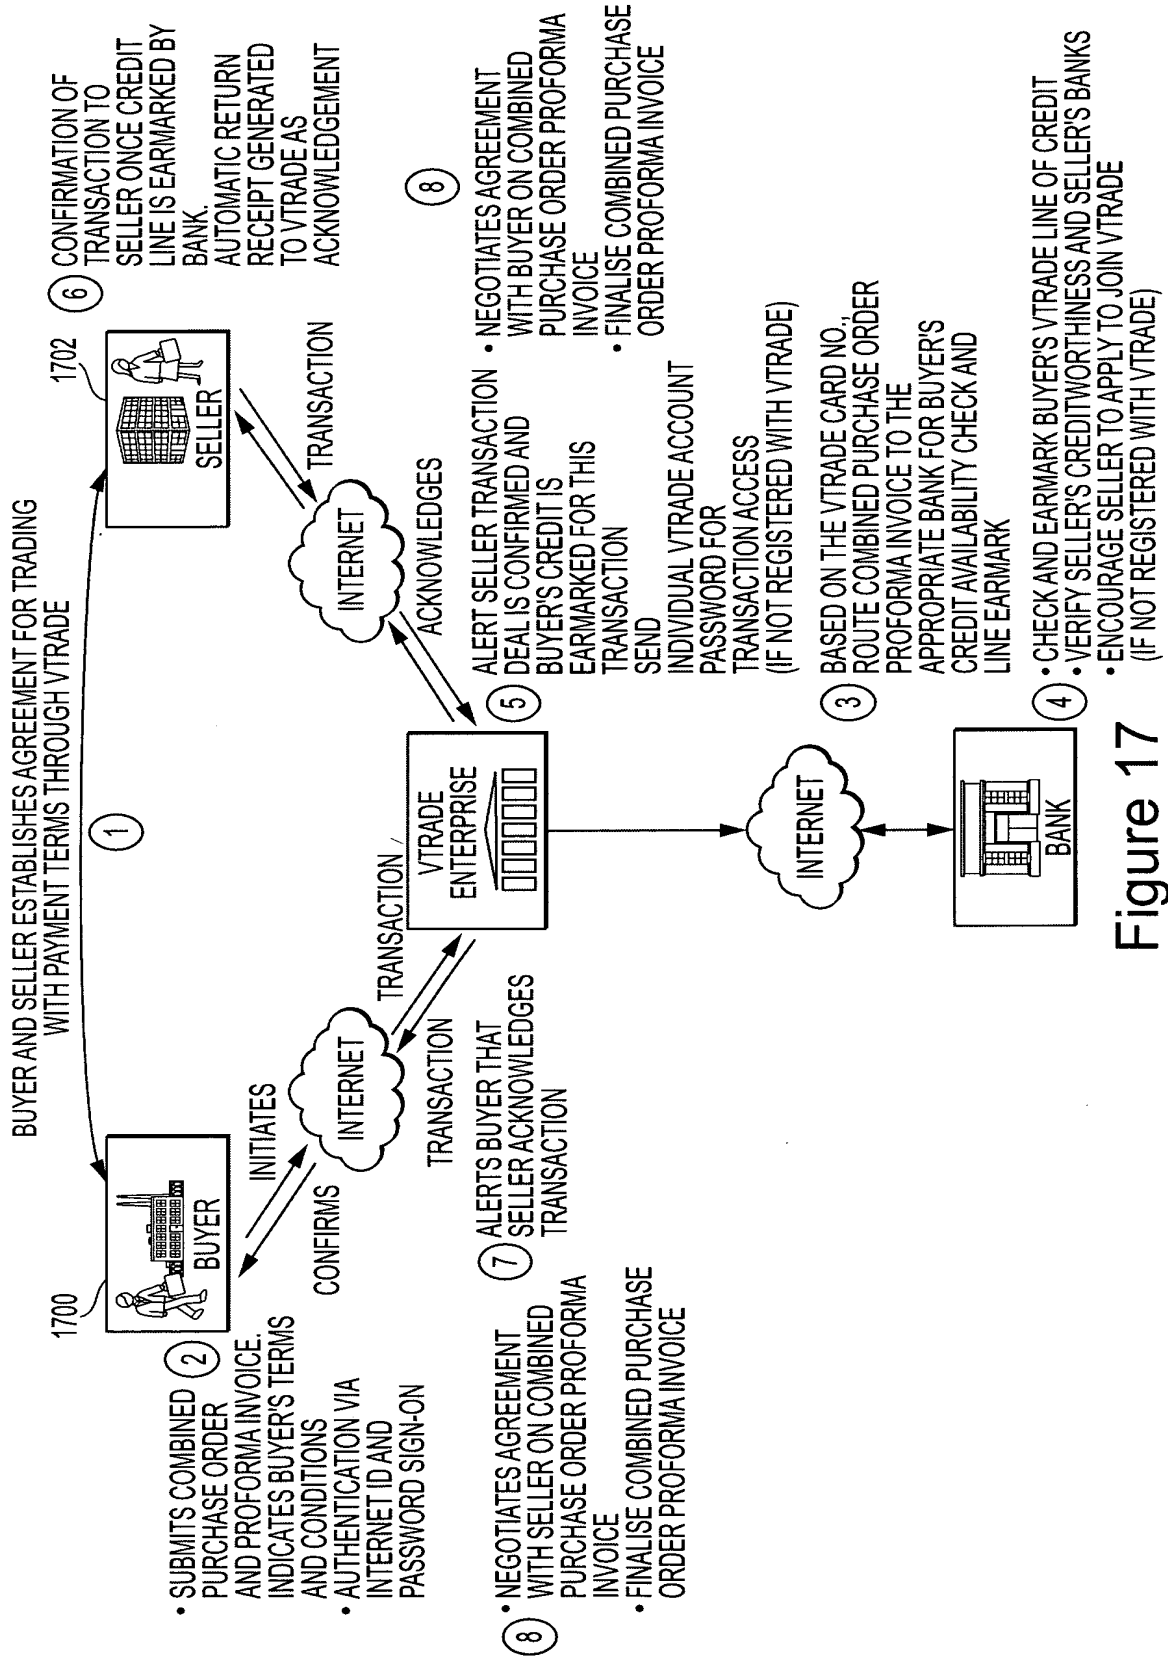 BUYER AND SELLER ESTABLISHES AGREEMENT FOR TRADING
WITH PAYMENT TERMS THROUGH VTRADE
1
1700
BUYER
1702
SELLER
6
CONFIRMATION OF
TRANSACTION TO
SELLER ONCE CREDIT
LINE IS EARMARKED BY
BANK.
AUTOMATIC RETURN
RECEIPT GENERATED
TO VTRADE AS
ACKNOWLEDGEMENT
2
• SUBMITS COMBINED
PURCHASE ORDER
AND PROFORMA INVOICE.
INDICATES BUYER'S TERMS
AND CONDITIONS
• AUTHENTICATION VIA
INTERNET ID AND
PASSWORD SIGN-ON
INITIATES
CONFIRMS
INTERNET
TRANSACTION
TRANSACTION
TRANSACTION
INTERNET
ACKNOWLEDGES
VTRADE
ENTERPRISE
8
• NEGOTIATES AGREEMENT
WITH SELLER ON COMBINED
PURCHASE ORDER PROFORMA
INVOICE
• FINALISE COMBINED PURCHASE
ORDER PROFORMA INVOICE
7
ALERTS BUYER THAT
SELLER ACKNOWLEDGES
TRANSACTION
5
ALERT SELLER TRANSACTION
DEAL IS CONFIRMED AND
BUYER'S CREDIT IS
EARMARKED FOR THIS
TRANSACTION
SEND
INDIVIDUAL VTRADE ACCOUNT
PASSWORD FOR
TRANSACTION ACCESS
(IF NOT REGISTERED WITH VTRADE)
8
• NEGOTIATES AGREEMENT
WITH BUYER ON COMBINED
PURCHASE ORDER PROFORMA
INVOICE
• FINALISE COMBINED PURCHASE
ORDER PROFORMA INVOICE
INTERNET
3
BASED ON THE VTRADE CARD NO.,
ROUTE COMBINED PURCHASE ORDER
PROFORMA INVOICE TO THE
APPROPRIATE BANK FOR BUYER'S
CREDIT AVAILABILITY CHECK AND
LINE EARMARK
BANK
4
• CHECK AND EARMARK BUYER'S VTRADE LINE OF CREDIT
• VERIFY SELLER'S CREDITWORTHINESS AND SELLER'S BANKS
• ENCOURAGE SELLER TO APPLY TO JOIN VTRADE
(IF NOT REGISTERED WITH VTRADE)
Figure 17